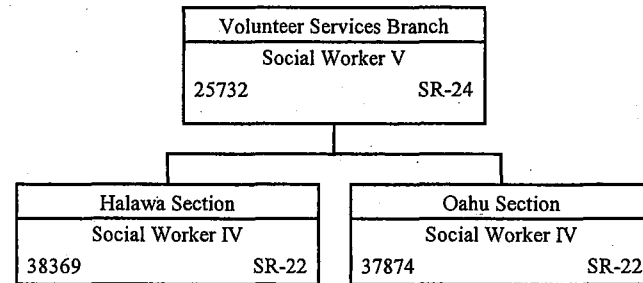 Volunteer Services Branch
Social Worker V
25732 SR-24
Halawa Section
Social Worker IV
38369 SR-22
Oahu Section
Social Worker IV
37874 SR-22